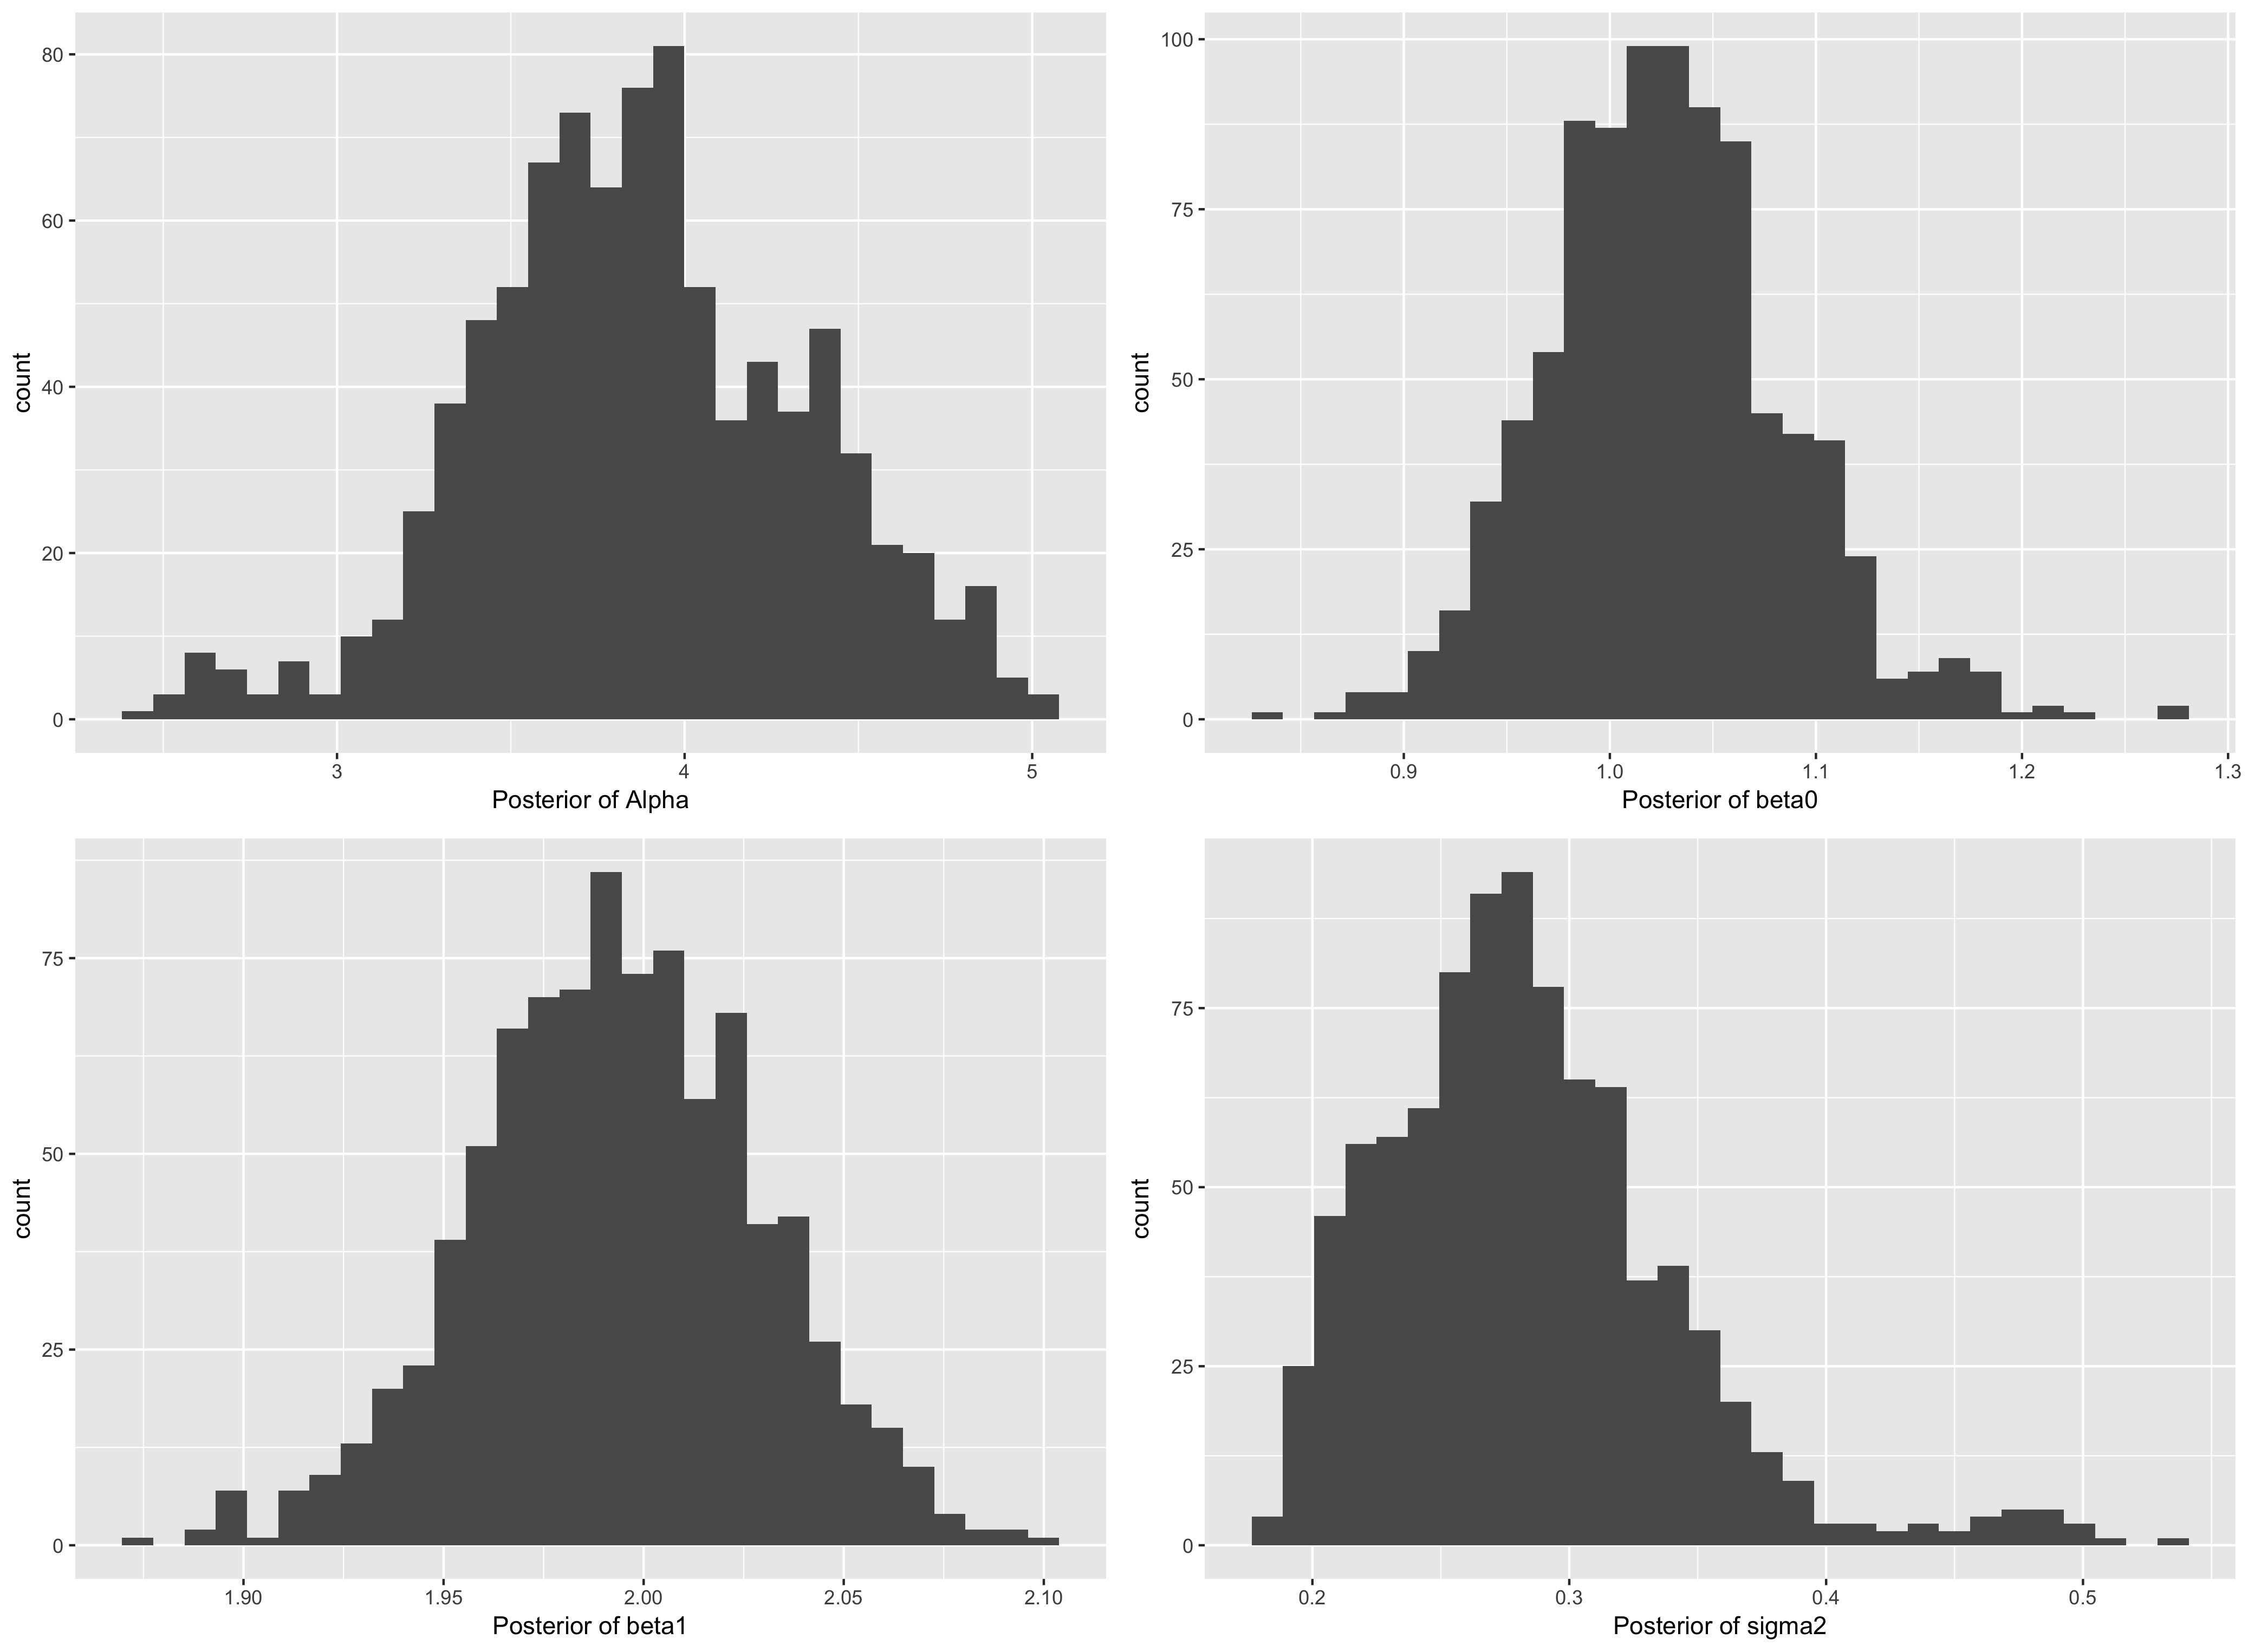 80
60
40
20
0
count
3 4 5
Posterior of Alpha
100
75
50
25
0
count
0.9 1.0 1.1 1.2 1.3
Posterior of beta0
75
50
25
0
count
1.90 1.95 2.00 2.05 2.10
Posterior of beta1
75
50
25
0
count
0.2 0.3 0.4 0.5
Posterior of sigma2